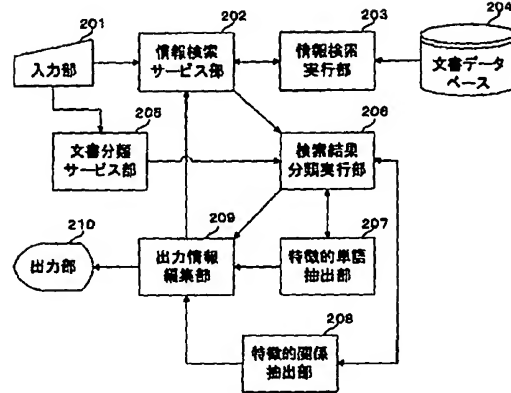 201
入力部
202
情報検索
サービス部
203
情報検索
実行部
204
文書データ
ベース
205
文書分類
サービス部
206
検索結果
分類実行部
210
出力部
209
出力情報
編集部
207
特徴的単語
抽出部
208
特徴的関係
抽出部